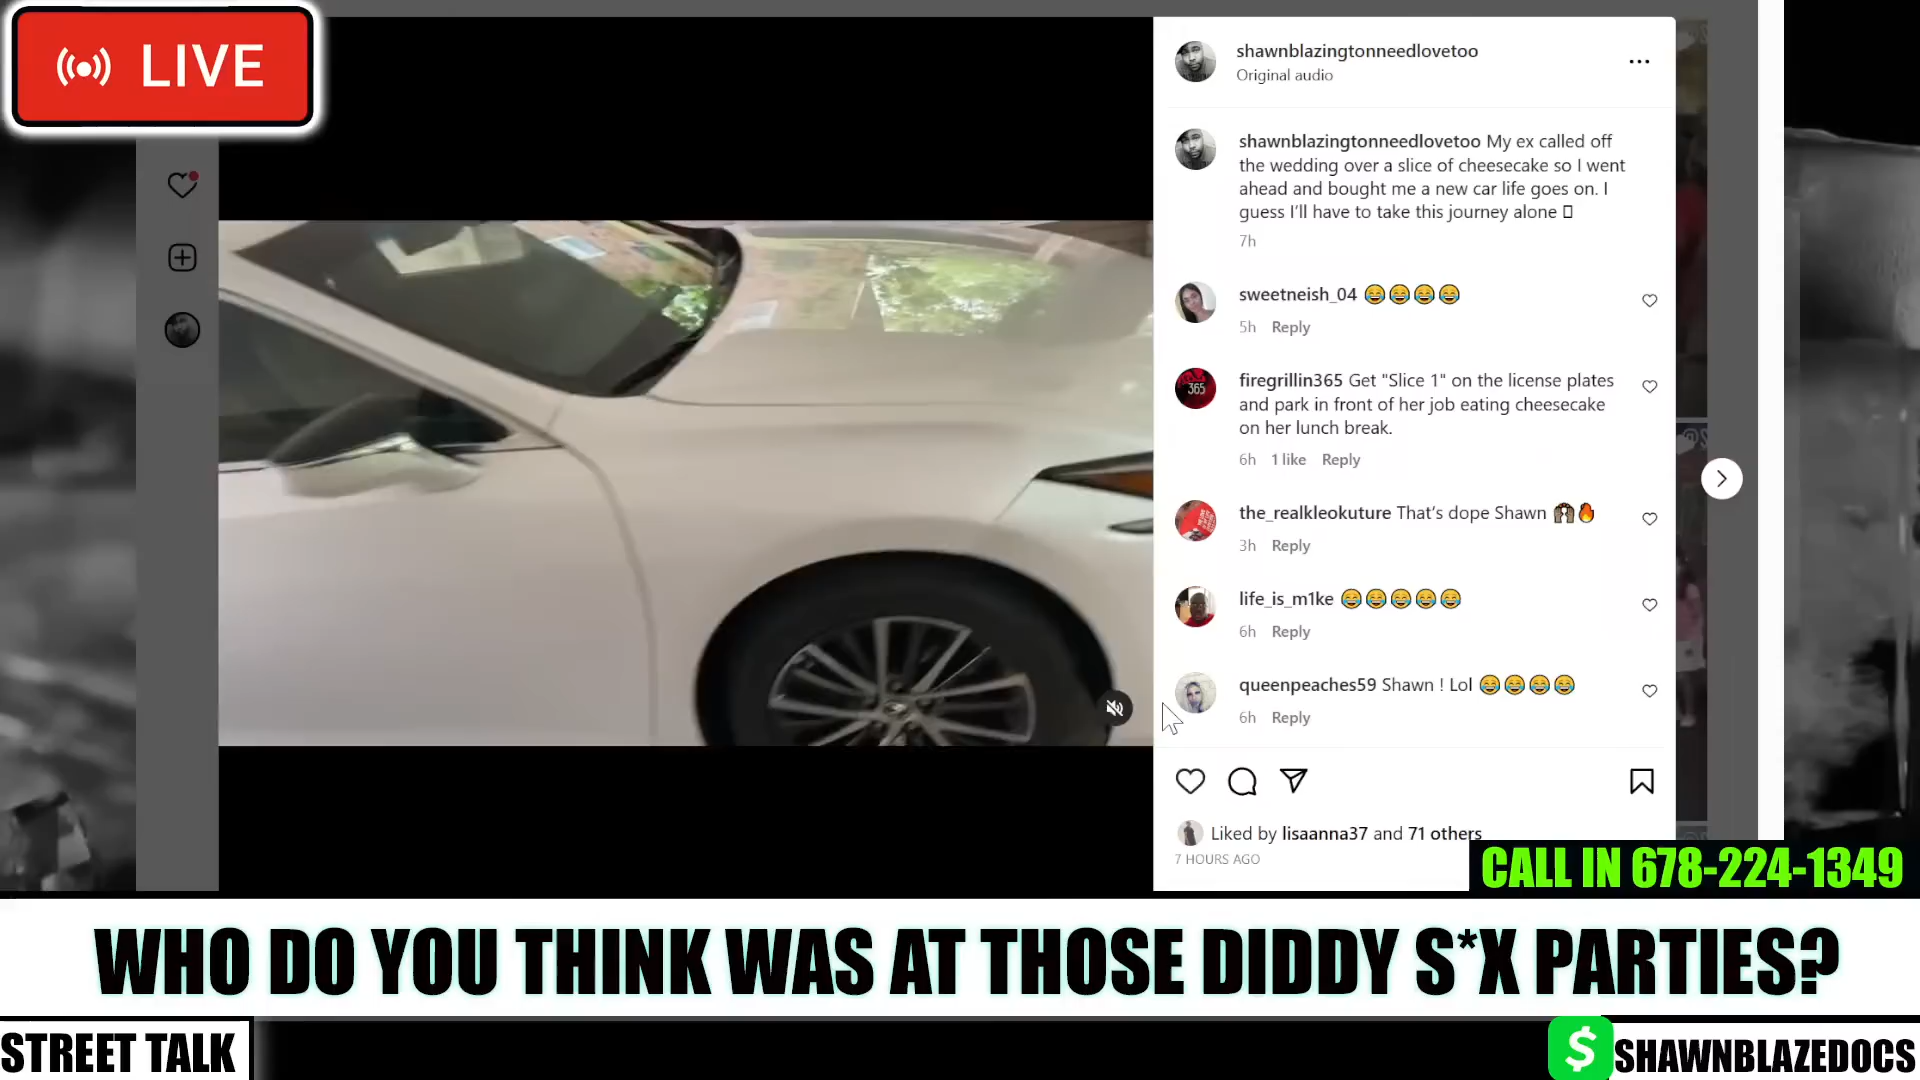 LIVE
shawnblazingtonneedlovetoo
Original audio
shawnblazingtonneedlovetoo My ex called off
the wedding over a slice of cheesecake so I went
ahead and bought me a new car life goes on. I
guess I'll have to take this journey alone
7h
sweetneish_04 😂😂😂😂
5h Reply
firegrillin365 Get "Slice 1" on the license plates
and park in front of her job eating cheesecake
on her lunch break.
6h 1 like Reply
the_realkleokuture That's dope Shawn 🙌🏾🔥
3h Reply
life_is_m1ke 😂😂😂😂😂
6h Reply
queenpeaches59 Shawn ! Lol 😂😂😂😂
6h Reply
Liked by lisaanna37 and 71 others
7 HOURS AGO
CALL IN 678-224-1349
WHO DO YOU THINK WAS AT THOSE DIDDY S*X PARTIES?
STREET TALK
$ SHAWNBLAZEDOCS